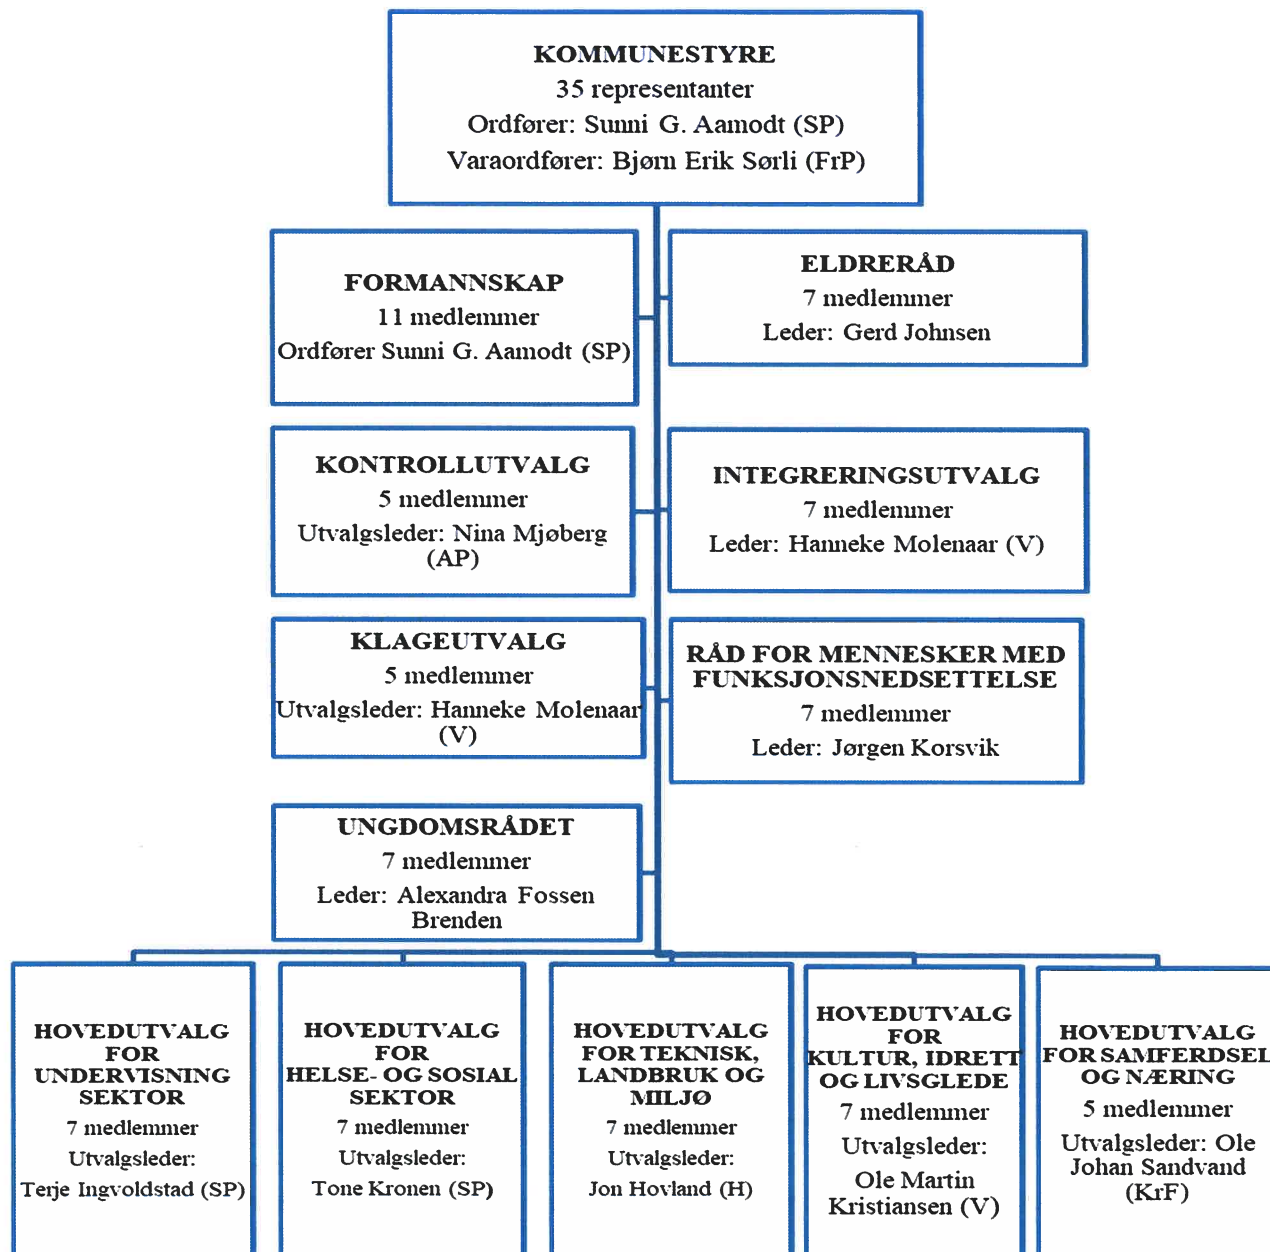 KOMMUNESTYRE
35 representanter
Ordfører: Sunni G. Aamodt (SP)
Varaordfører: Bjørn Erik Sørli (FrP)
FORMANNSKAP
11 medlemmer
Ordfører Sunni G. Aamodt (SP)
ELDRERÅD
7 medlemmer
Leder: Gerd Johnsen
KONTROLLUTVALG
5 medlemmer
Utvalgsleder: Nina Mjøberg
(AP)
INTEGRERINGSUTVALG
7 medlemmer
Leder: Hanneke Molenaar (V)
KLAGEUTVALG
5 medlemmer
Utvalgsleder: Hanneke Molenaar
(V)
RÅD FOR MENNESKER MED
FUNKSJONSNEDSETTELSE
7 medlemmer
Leder: Jørgen Korsvik
UNGDOMSRÅDET
7 medlemmer
Leder: Alexandra Fossen
Brenden
HOVEDUTVALG
FOR
UNDERVISNING
SEKTOR
7 medlemmer
Utvalgsleder:
Terje Ingvoldstad (SP)
HOVEDUTVALG
FOR
HELSE- OG SOSIAL
SEKTOR
7 medlemmer
Utvalgsleder:
Tone Kronen (SP)
HOVEDUTVALG
FOR TEKNISK,
LANDBRUK OG
MILJØ
7 medlemmer
Utvalgsleder:
Jon Hovland (H)
HOVEDUTVALG
FOR
KULTUR, IDRETT
OG LIVSGLEDE
7 medlemmer
Utvalgsleder:
Ole Martin
Kristiansen (V)
HOVEDUTVALG
FOR SAMFERDSEL
OG NÆRING
5 medlemmer
Utvalgsleder: Ole
Johan Sandvand
(KrF)